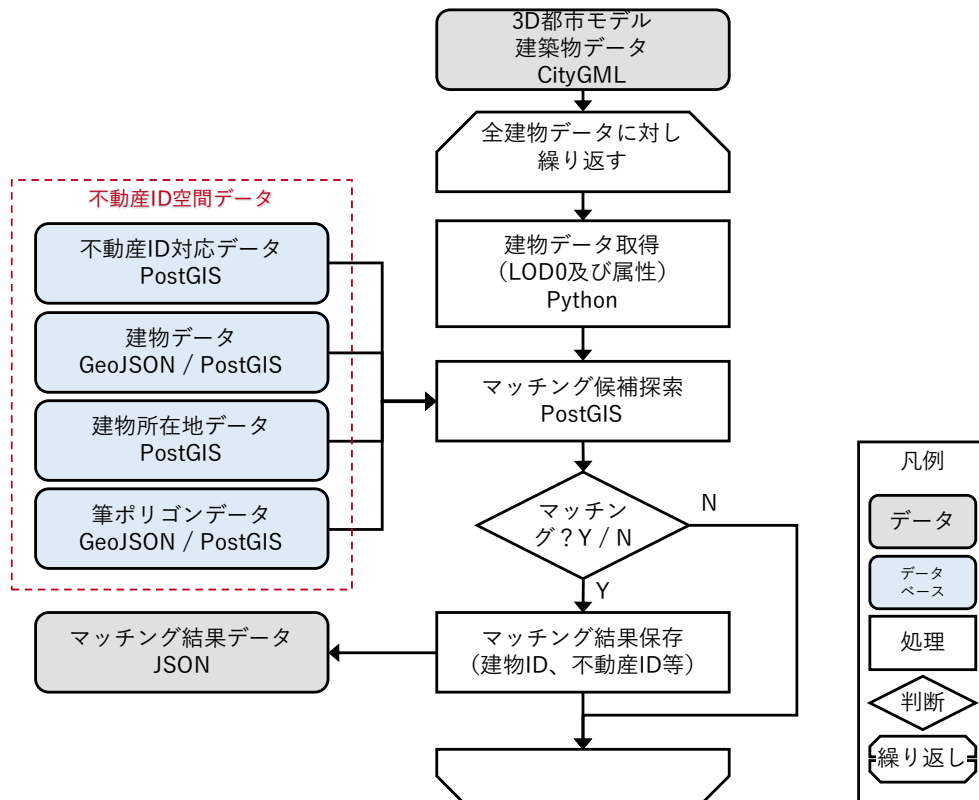 3D都市モデル
建築物データ
CityGML
全建物データに対し
繰り返す
不動産ID空間データ
不動産ID対応データ
PostGIS
建物データ
GeoJSON / PostGIS
建物所在地データ
PostGIS
筆ポリゴンデータ
GeoJSON / PostGIS
建物データ取得
（LOD0及び属性）
Python
マッチング候補探索
PostGIS
マッチン
グ？Y / N
N
Y
マッチング結果保存
（建物ID、不動産ID等）
マッチング結果データ
JSON
凡例
データ
データ
ベース
処理
判断
繰り返し